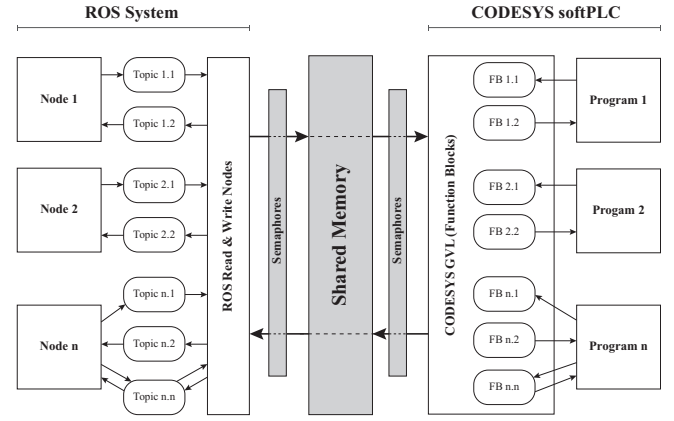 ROS System
CODESYS softPLC
Node 1
Topic 1.1
Topic 1.2
Node 2
Topic 2.1
Topic 2.2
Node n
Topic n.1
Topic n.2
Topic n.n
ROS Read & Write Nodes
Semaphores
Shared Memory
Semaphores
CODESYS GVL (Function Blocks)
FB 1.1
FB 1.2
Program 1
FB 2.1
FB 2.2
Progam 2
FB n.1
FB n.2
FB n.n
Program n